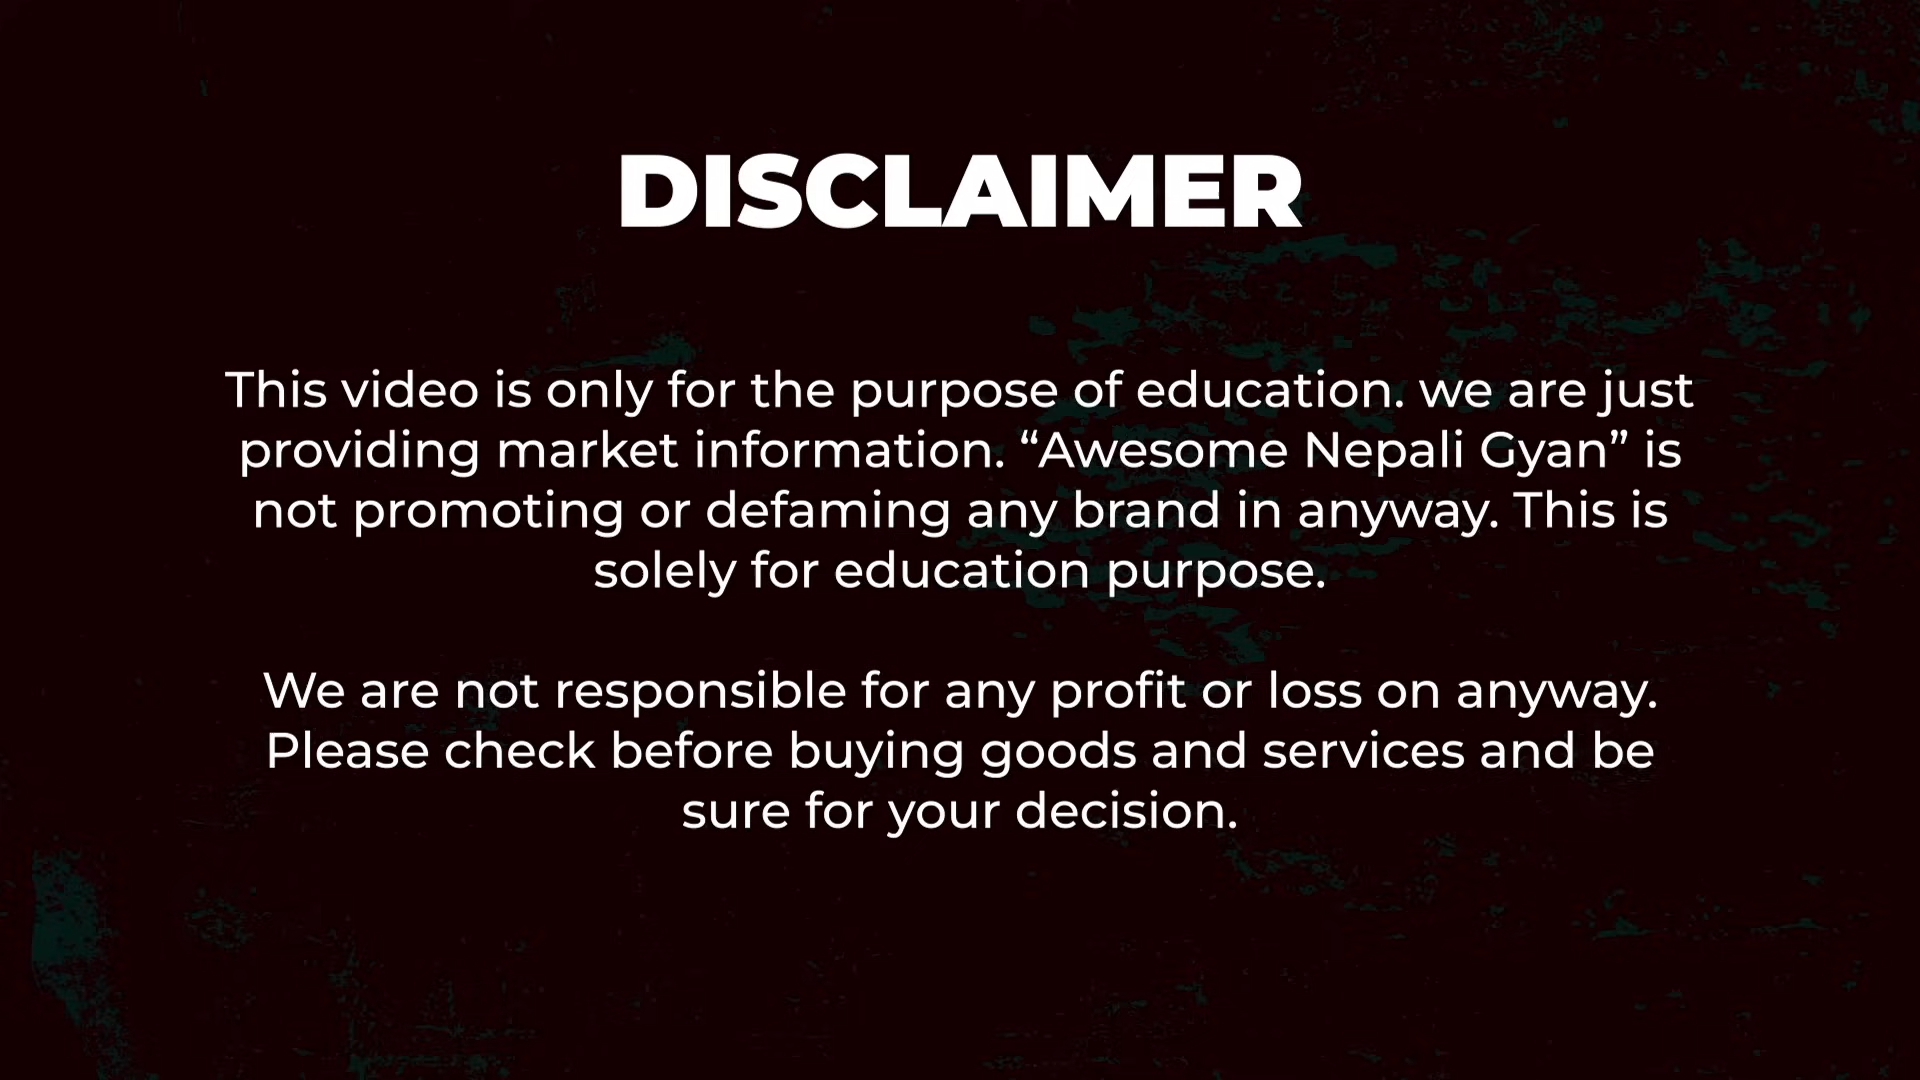 DISCLAIMER
This video is only for the purpose of education. we are just
providing market information. “Awesome Nepali Gyan” is
not promoting or defaming any brand in anyway. This is
solely for education purpose.
We are not responsible for any profit or loss on anyway.
Please check before buying goods and services and be
sure for your decision.